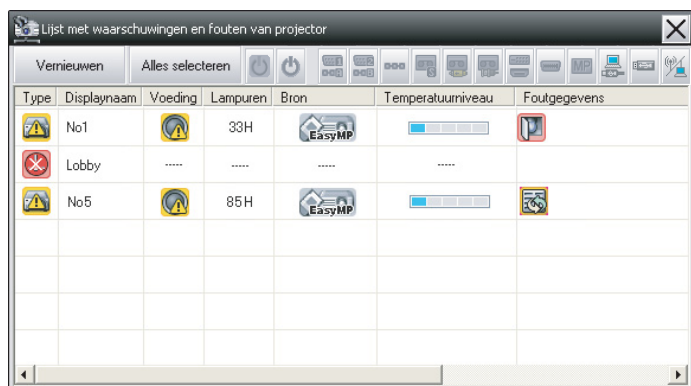 Lijst met waarschuwingen en fouten van projector
Vernieuwen Alles selecteren MP
Type Displaynaam Voeding Lampuren Bron Temperatuurniveau Foutgegevens
No1 33H EasyMP
Lobby ----- ----- ----- -----
No5 85H EasyMP